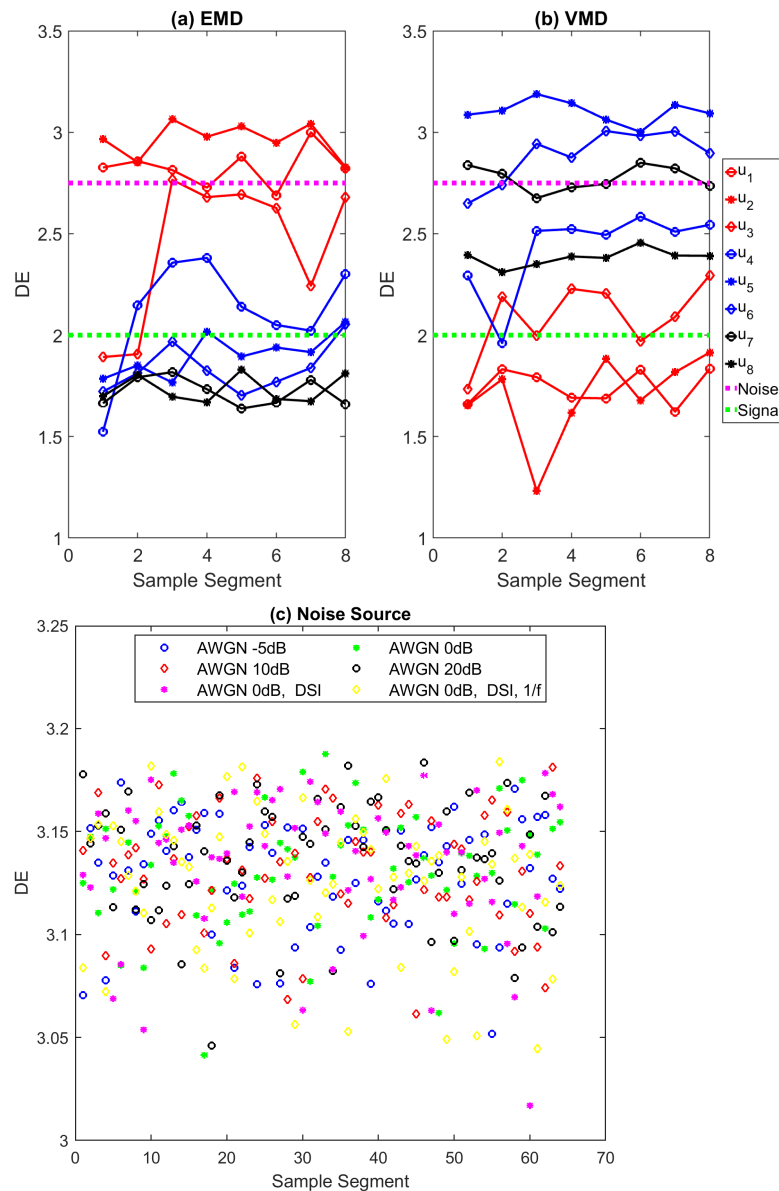 (a) EMD
3.5
3
2.5
2
1.5
1
0 2 4 6 8
DE
Sample Segment
(b) VMD
3.5
3
2.5
2
1.5
1
0 2 4 6 8
DE
Sample Segment
u1
u2
u3
u4
u5
u6
u7
u8
Noise
Signa
(c) Noise Source
3.25
3.2
3.15
3.1
3.05
3
0 10 20 30 40 50 60 70
DE
Sample Segment
AWGN -5dB
AWGN 0dB
AWGN 10dB
AWGN 20dB
AWGN 0dB, DSI
AWGN 0dB, DSI, 1/f